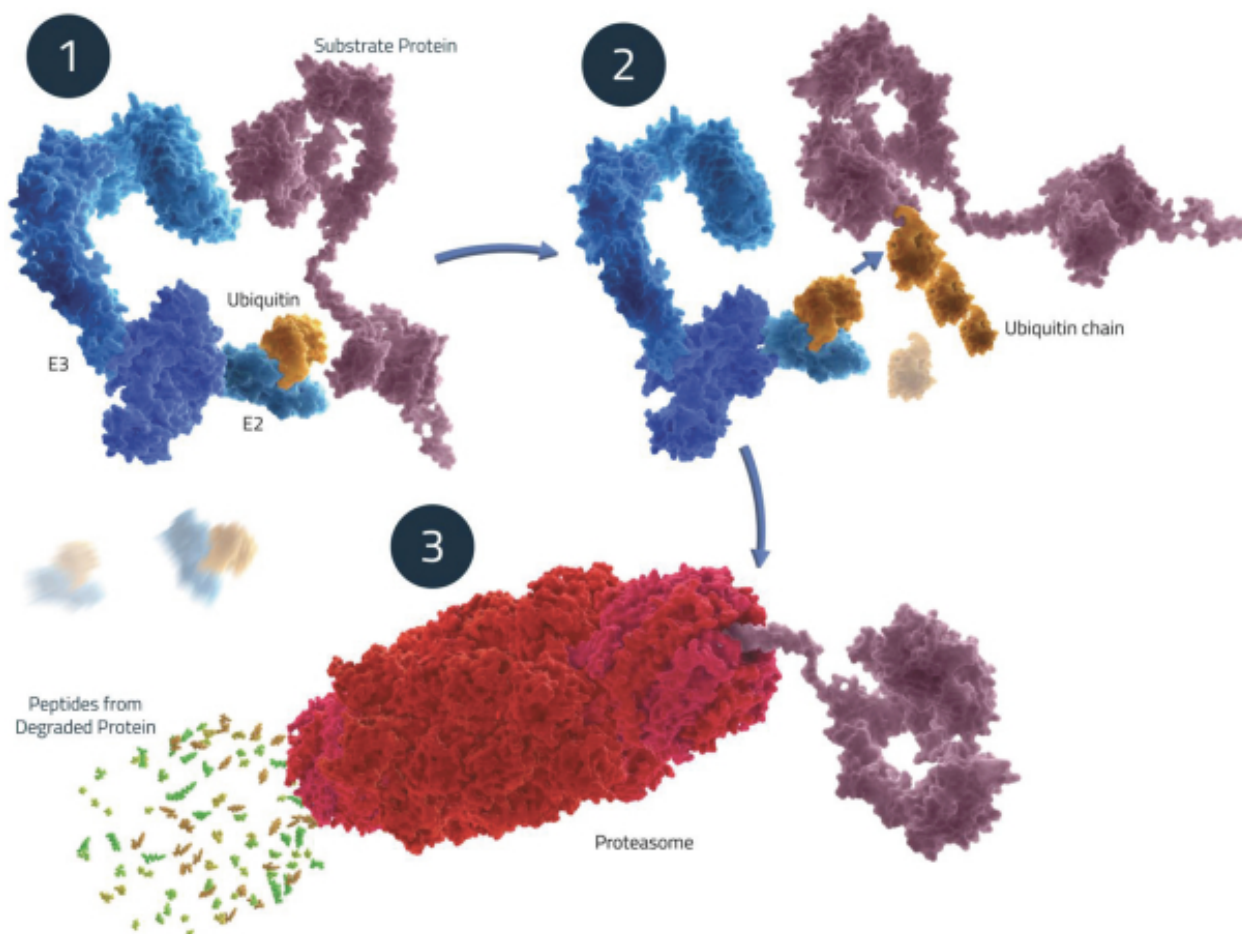 1
Substrate Protein
2
Ubiquitin
E3
E2
Ubiquitin chain
3
Peptides from
Degraded Protein
Proteasome